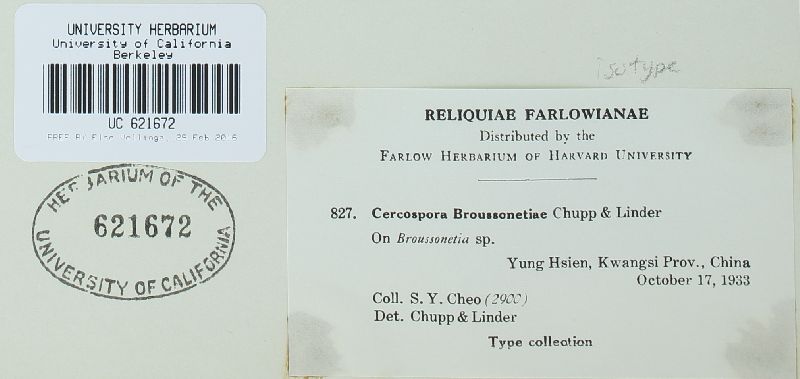 UNIVERSITY HERBARIUM
University of California
Berkeley
UC 621672
HERBARIUM OF THE
621672
UNIVERSITY OF CALIFORNIA
isotype
RELIQUIAE FARLOWIANAE
Distributed by the
FARLOW HERBARIUM OF HARVARD UNIVERSITY
827. Cercospora Broussonetiae Chupp & Linder
On Broussonetia sp.
Yung Hsien, Kwangsi Prov., China
October 17, 1933
Coll. S. Y. Cheo (2900)
Det. Chupp & Linder
Type collection